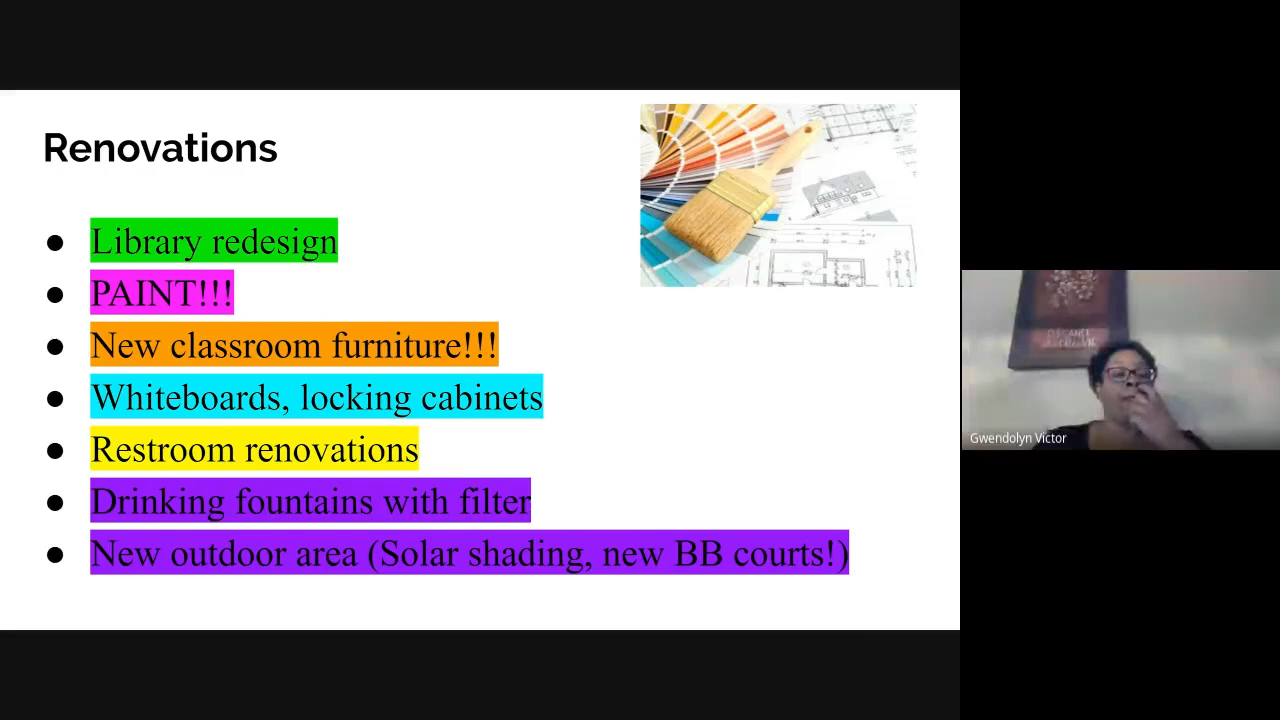 Renovations
● Library redesign
● PAINT!!!
● New classroom furniture!!!
● Whiteboards, locking cabinets
● Restroom renovations
● Drinking fountains with filter
● New outdoor area (Solar shading, new BB courts!)
Gwendolyn Victor